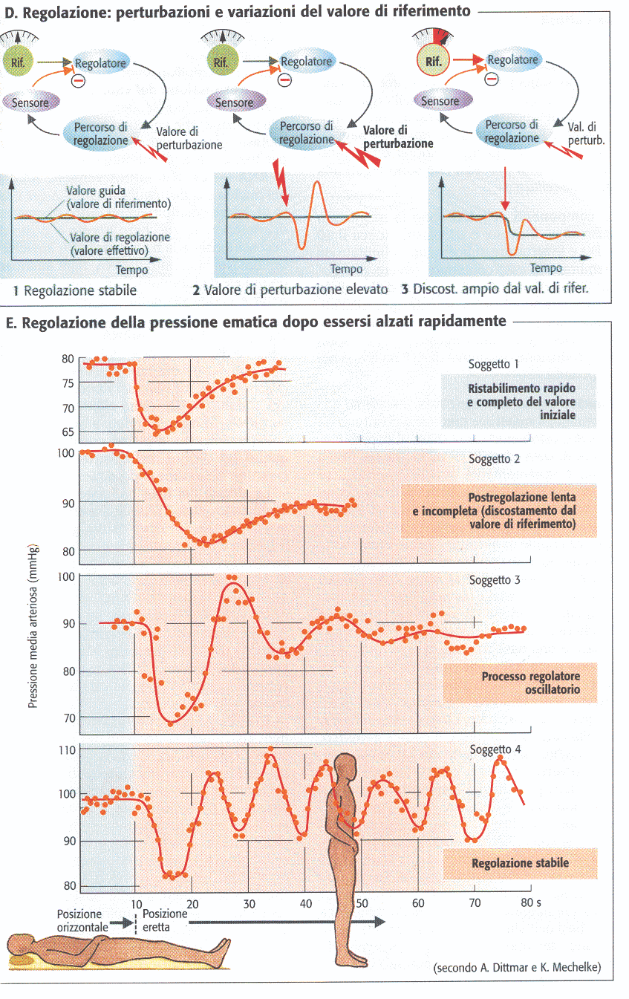 D. Regolazione: perturbazioni e variazioni del valore di riferimento
Rif.
Regolatore
Sensore
Percorso di
regolazione
Valore di
perturbazione
Valore guida
(valore di riferimento)
Valore di regolazione
(valore effettivo)
Tempo
1 Regolazione stabile
Rif.
Regolatore
Sensore
Percorso di
regolazione
Valore di
perturbazione
Tempo
2 Valore di perturbazione elevato
Rif.
Regolatore
Sensore
Percorso di
regolazione
Val. di
perturb.
Tempo
3 Discost. ampio dal val. di rifer.
E. Regolazione della pressione ematica dopo essersi alzati rapidamente
Pressione media arteriosa (mmHg)
80
75
70
65
Soggetto 1
Ristabilimento rapido
e completo del valore
iniziale
100
90
80
Soggetto 2
Postregolazione lenta
e incompleta (discostamento dal
valore di riferimento)
100
90
80
70
Soggetto 3
Processo regolatore
oscillatorio
110
100
90
80
Soggetto 4
Regolazione stabile
10 20 30 40 50 60 70 80 s
Posizione
orizzontale
Posizione
eretta
(secondo A. Dittmar e K. Mechelke)